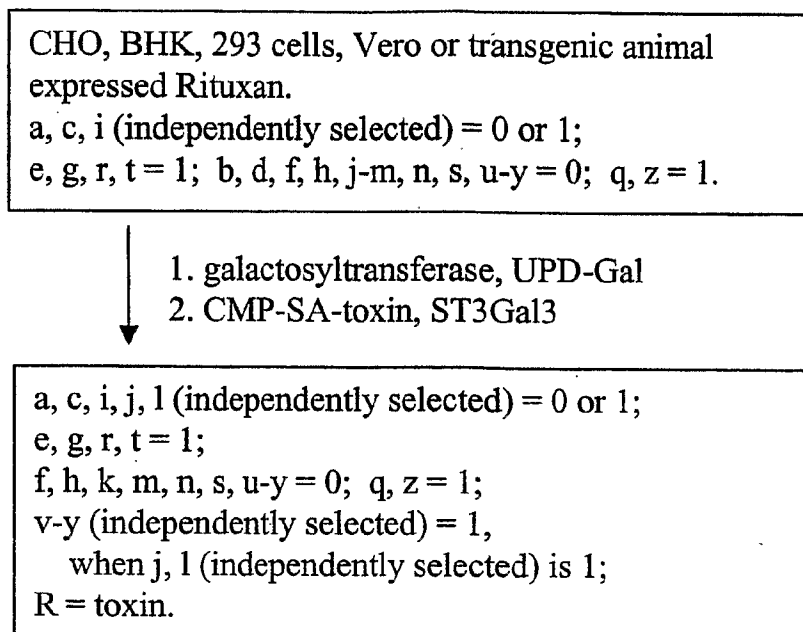 CHO, BHK, 293 cells, Vero or transgenic animal
expressed Rituxan.
a, c, i (independently selected) = 0 or 1;
e, g, r, t = 1; b, d, f, h, j-m, n, s, u-y = 0; q, z = 1.
1. galactosyltransferase, UPD-Gal
2. CMP-SA-toxin, ST3Gal3
a, c, i, j, l (independently selected) = 0 or 1;
e, g, r, t = 1;
f, h, k, m, n, s, u-y = 0; q, z = 1;
v-y (independently selected) = 1,
when j, l (independently selected) is 1;
R = toxin.